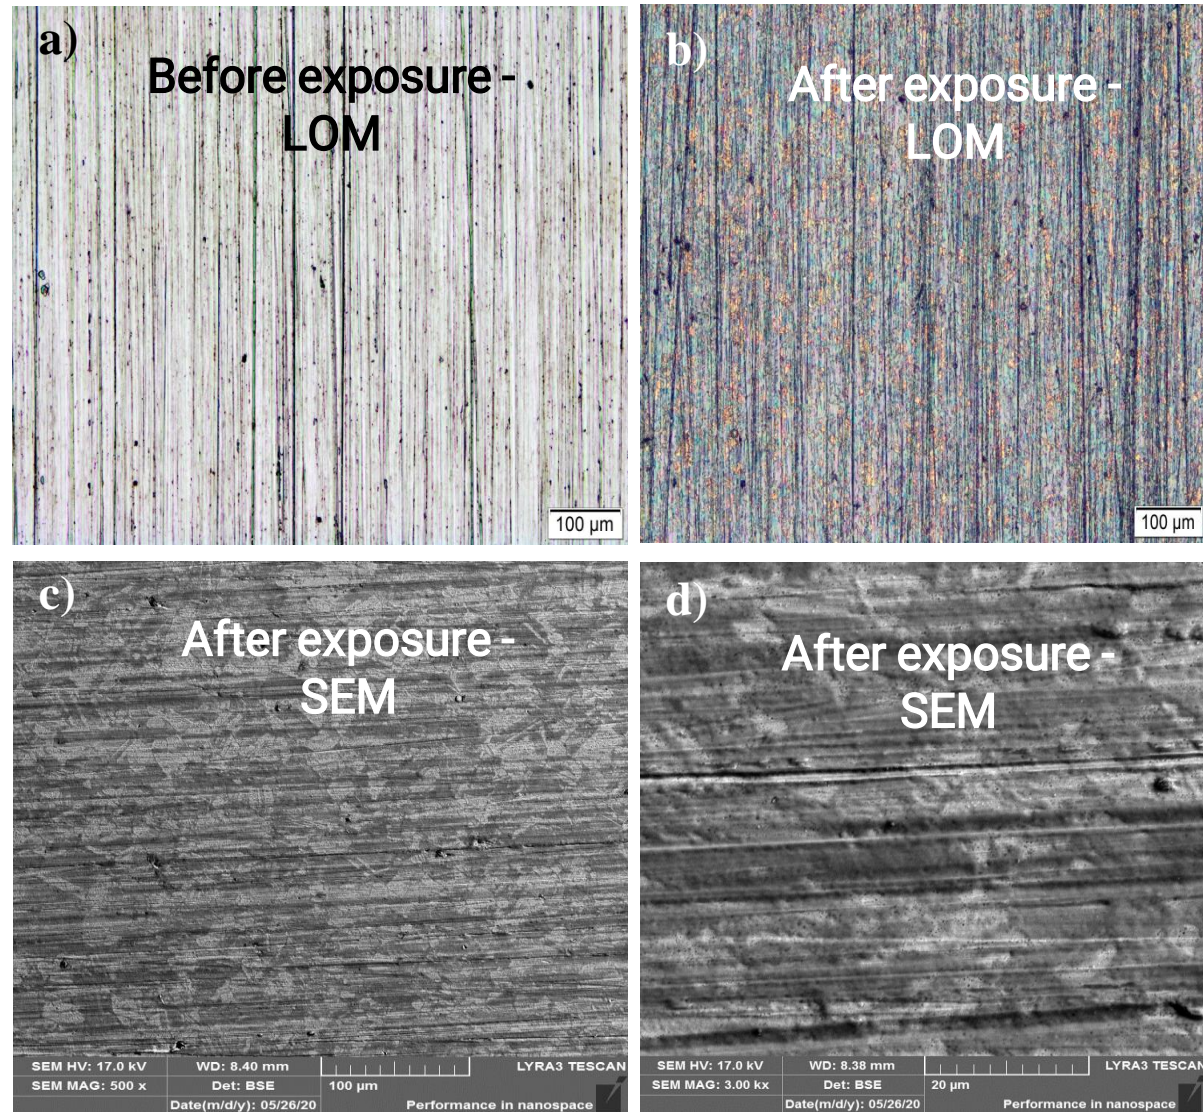 a)
Before exposure -
LOM
100 µm
b)
After exposure -
LOM
100 µm
c)
After exposure -
SEM
SEM HV: 17.0 kV WD: 8.40 mm LYRA3 TESCAN
SEM MAG: 500 x Det: BSE 100 µm
Date(m/d/y): 05/26/20 Performance in nanospace
d)
After exposure -
SEM
SEM HV: 17.0 kV WD: 8.38 mm LYRA3 TESCAN
SEM MAG: 3.00 kx Det: BSE 20 µm
Date(m/d/y): 05/26/20 Performance in nanospace